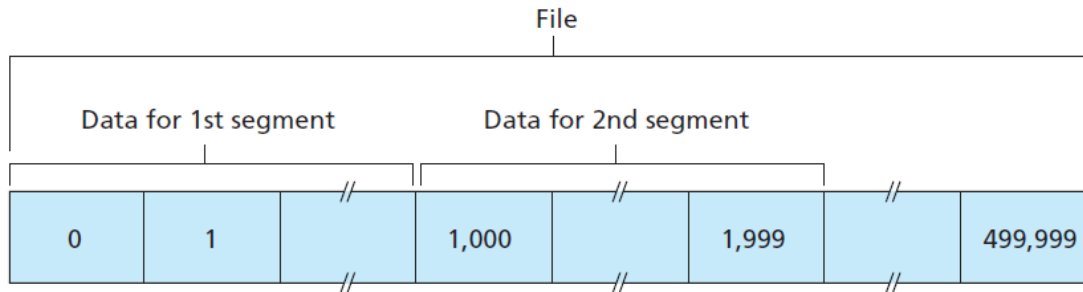 File
Data for 1st segment Data for 2nd segment
0 1 1,000 1,999 499,999